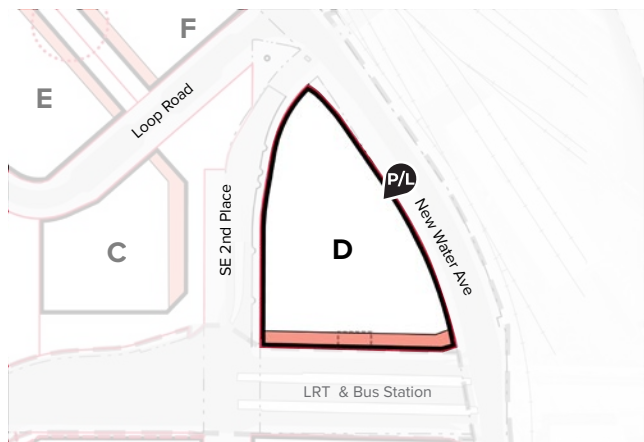 F
E
Loop Road
P/L
SE 2nd Place
New Water Ave
C
D
LRT & Bus Station